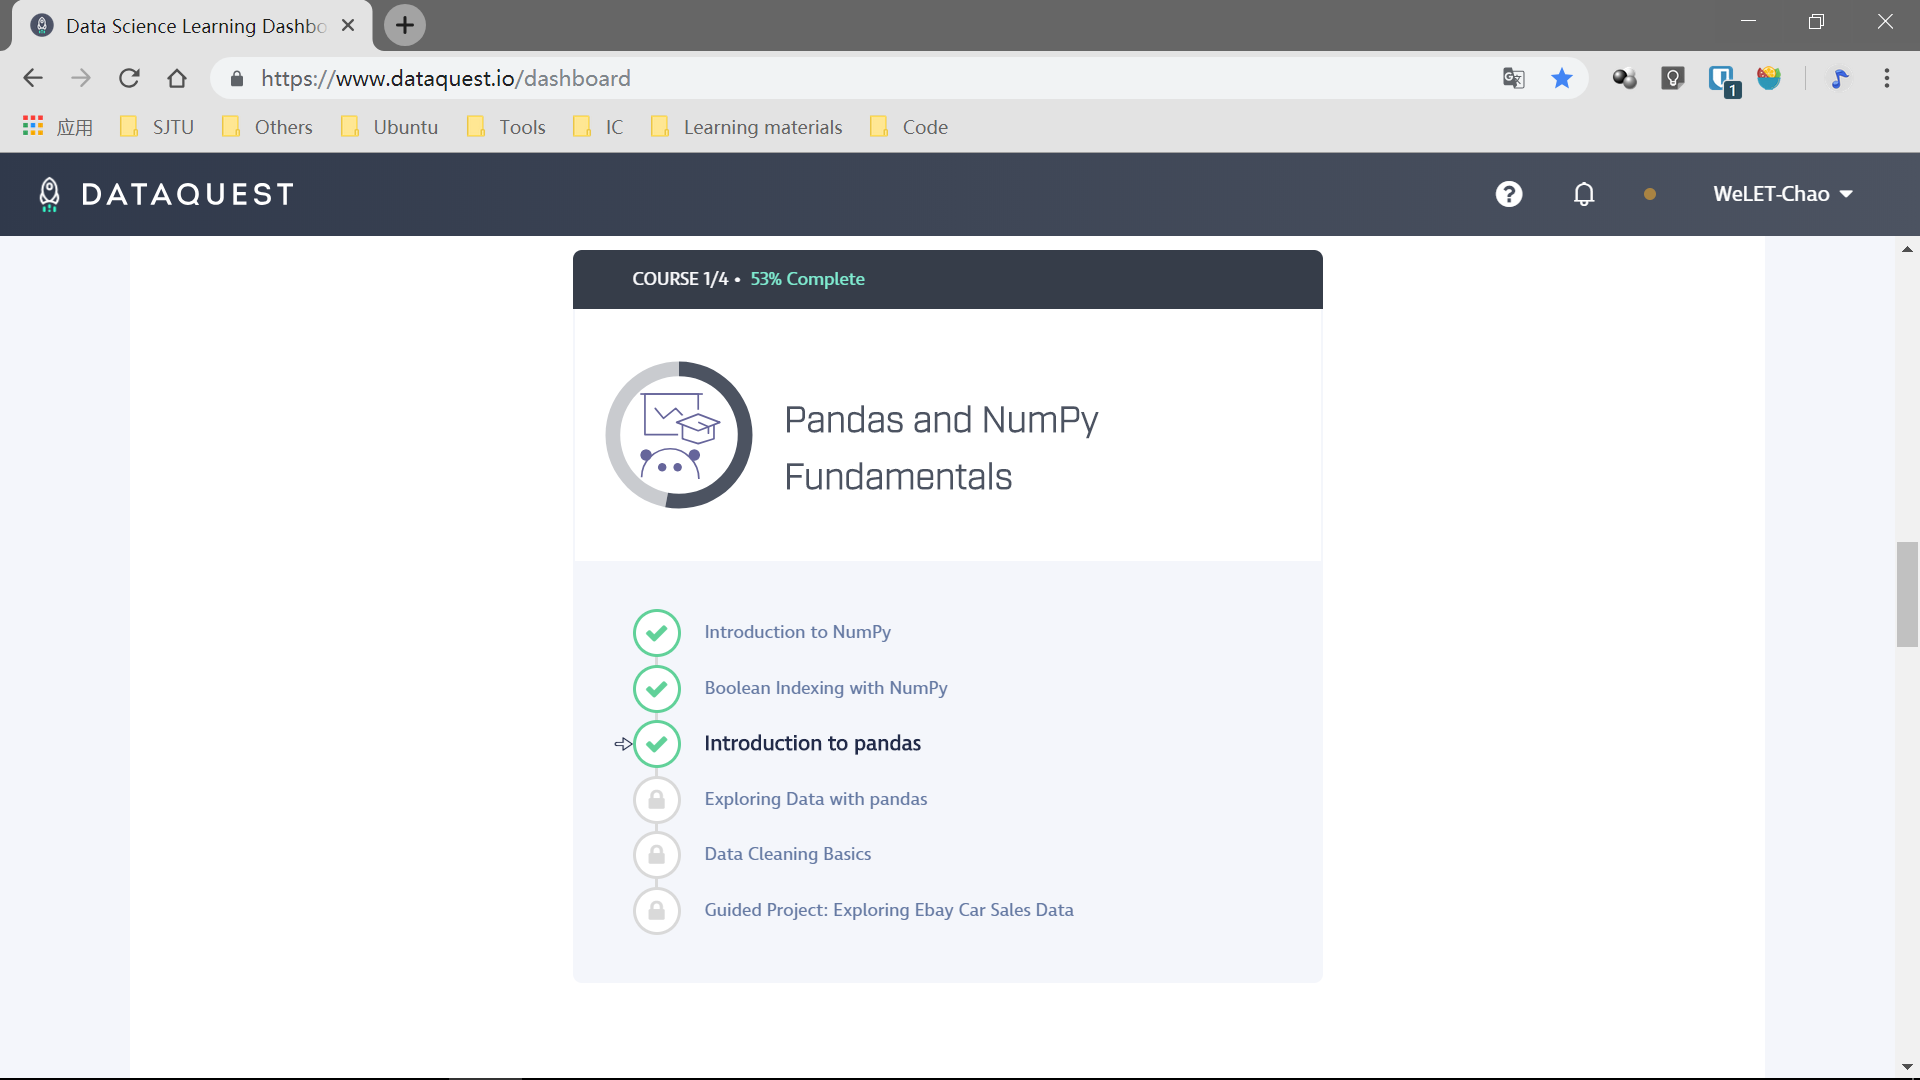 Data Science Learning Dashbo
https://www.dataquest.io/dashboard
1
应用 SJTU Others Ubuntu Tools IC Learning materials Code
DATAQUEST
? WeLET-Chao
COURSE 1/4 • 53% Complete
Pandas and NumPy
Fundamentals
Introduction to NumPy
Boolean Indexing with NumPy
Introduction to pandas
Exploring Data with pandas
Data Cleaning Basics
Guided Project: Exploring Ebay Car Sales Data